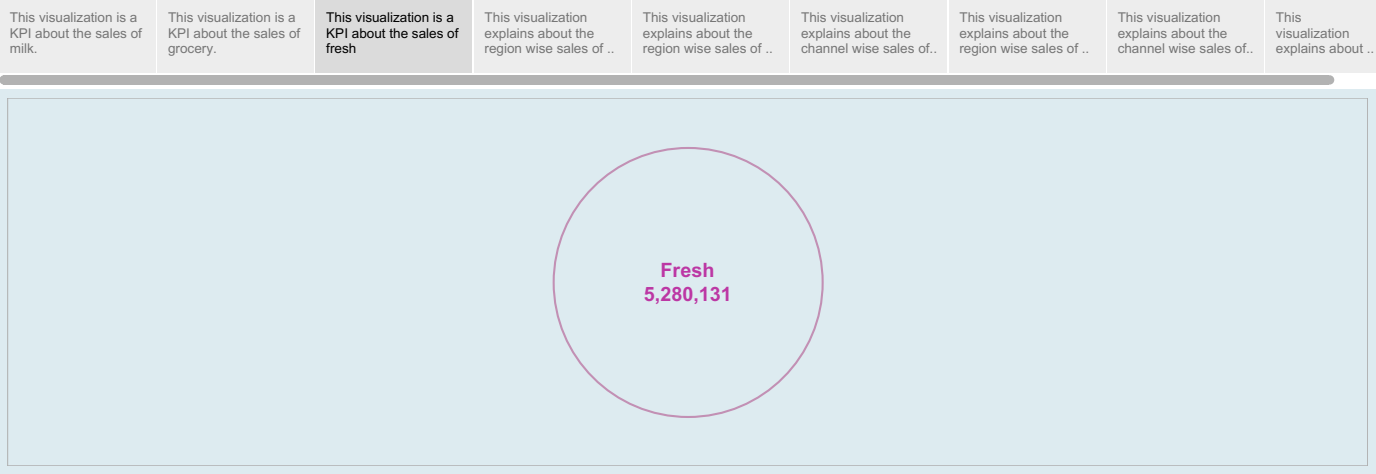 This visualization is a
KPI about the sales of
milk.
This visualization is a
KPI about the sales of
grocery.
This visualization is a
KPI about the sales of
fresh
This visualization
explains about the
region wise sales of ..
This visualization
explains about the
region wise sales of ..
This visualization
explains about the
channel wise sales of..
This visualization
explains about the
region wise sales of ..
This visualization
explains about the
channel wise sales of..
This
visualization
explains about ..
Fresh
5,280,131